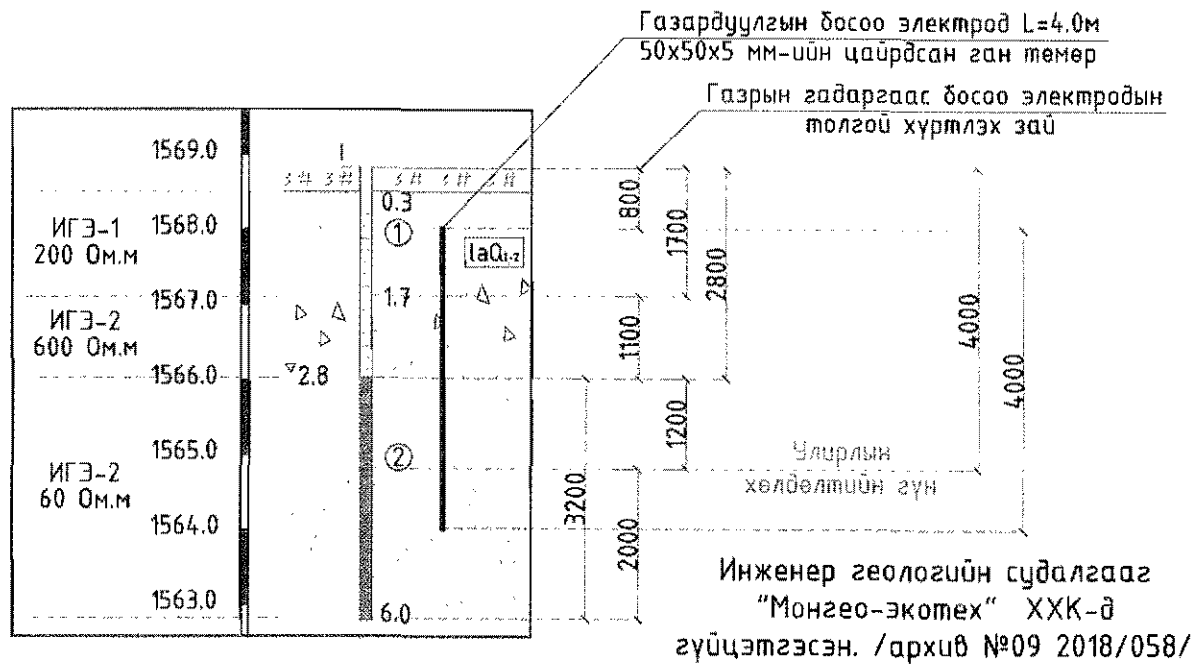 Газардуулгын босоо электрод L=4.0м
50х50х5 мм-ийн цайрдсан ган төмөр
Газрын гадаргаас босоо электродын
толгой хүртлэх зай
1569.0
1
0.3
800
ИГЭ-1
200 Ом.м
1568.0
1
laQ₁₋₂
1700
2800
1567.0
1.7
ИГЭ-2
600 Ом.м
1100
4000
1566.0
2.8
4000
1200
1565.0
2
Улирлын
хөлдөлтийн гүн
ИГЭ-2
60 Ом.м
3200
1564.0
2000
1563.0
6.0
Инженер геологийн судалгааг
"Монгео-экотех" ХХК-д
гүйцэтгэсэн. /архив №09 2018/058/